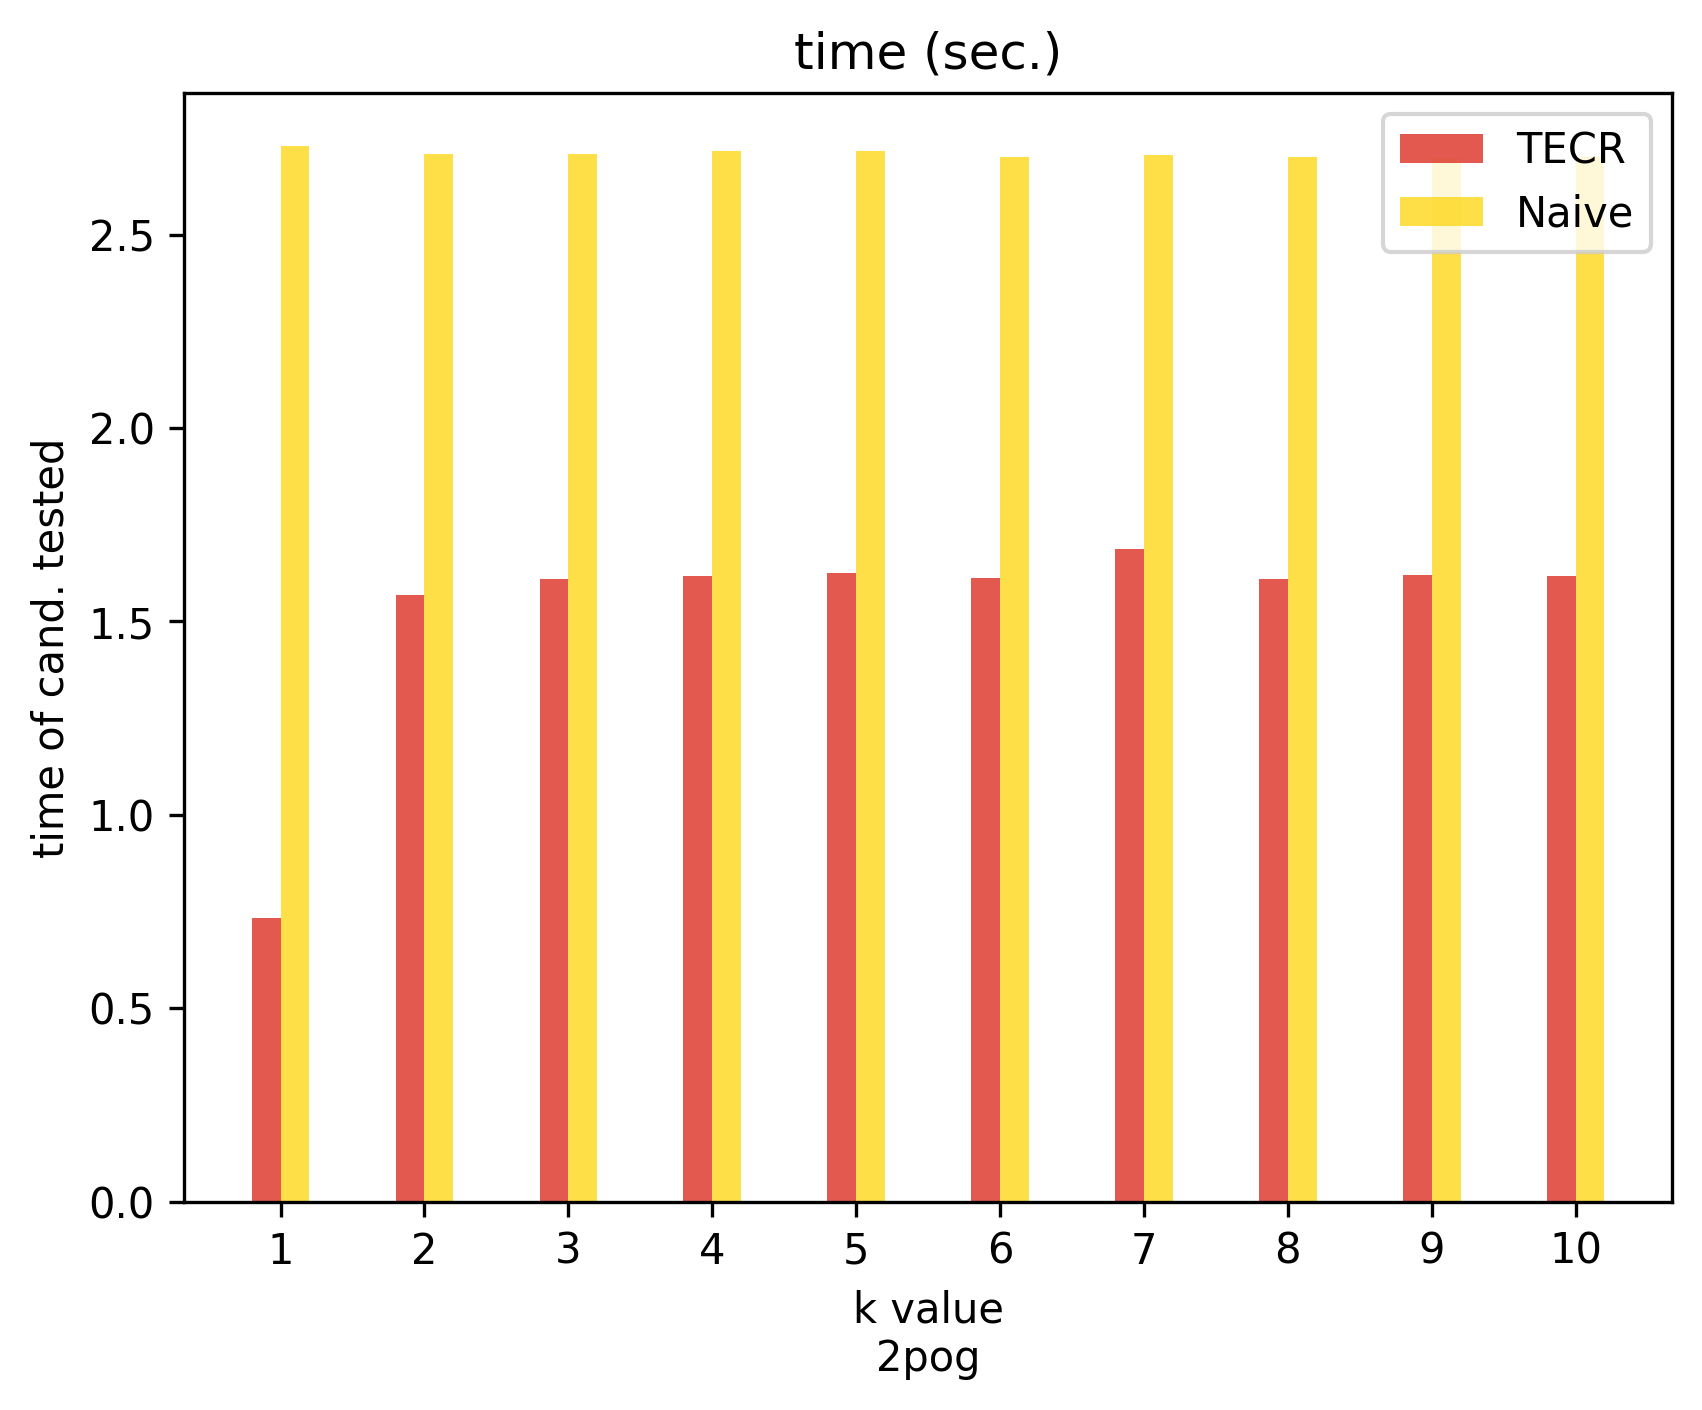 time (sec.)
TECR
Naive
time of cand. tested
2.5
2.0
1.5
1.0
0.5
0.0
1 2 3 4 5 6 7 8 9 10
k value
2pog